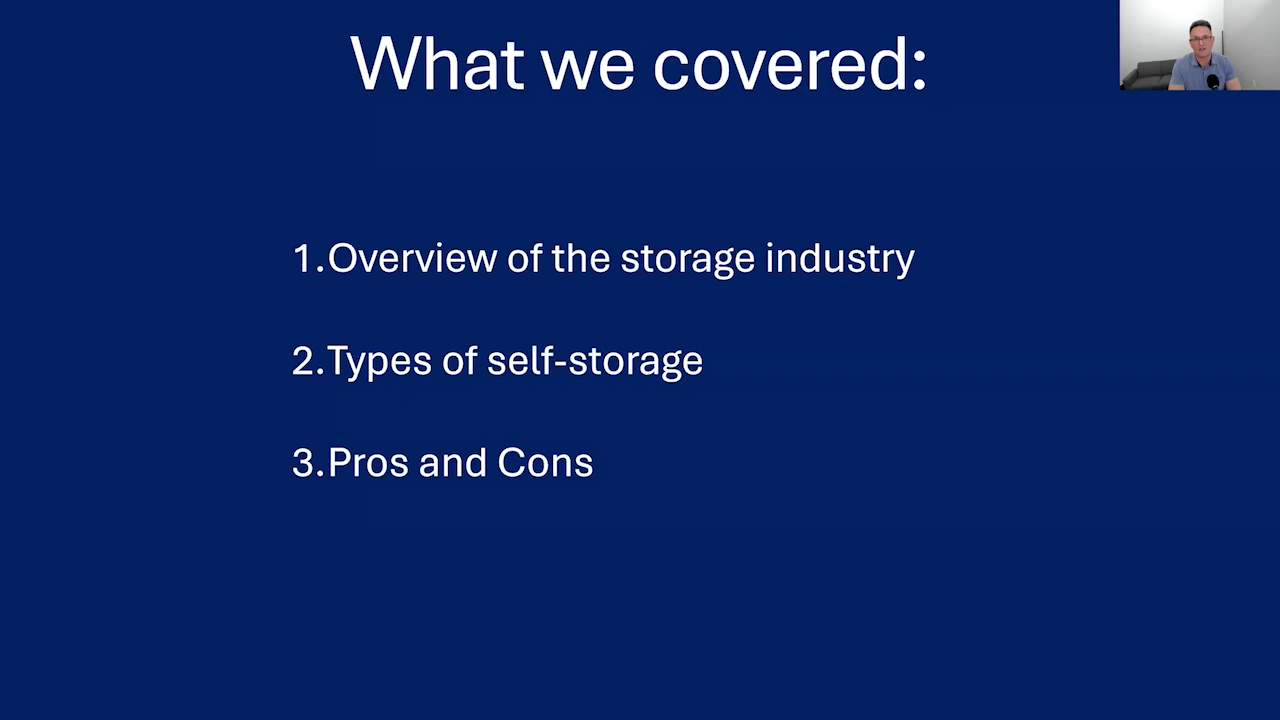 What we covered:
1.Overview of the storage industry
2.Types of self-storage
3.Pros and Cons